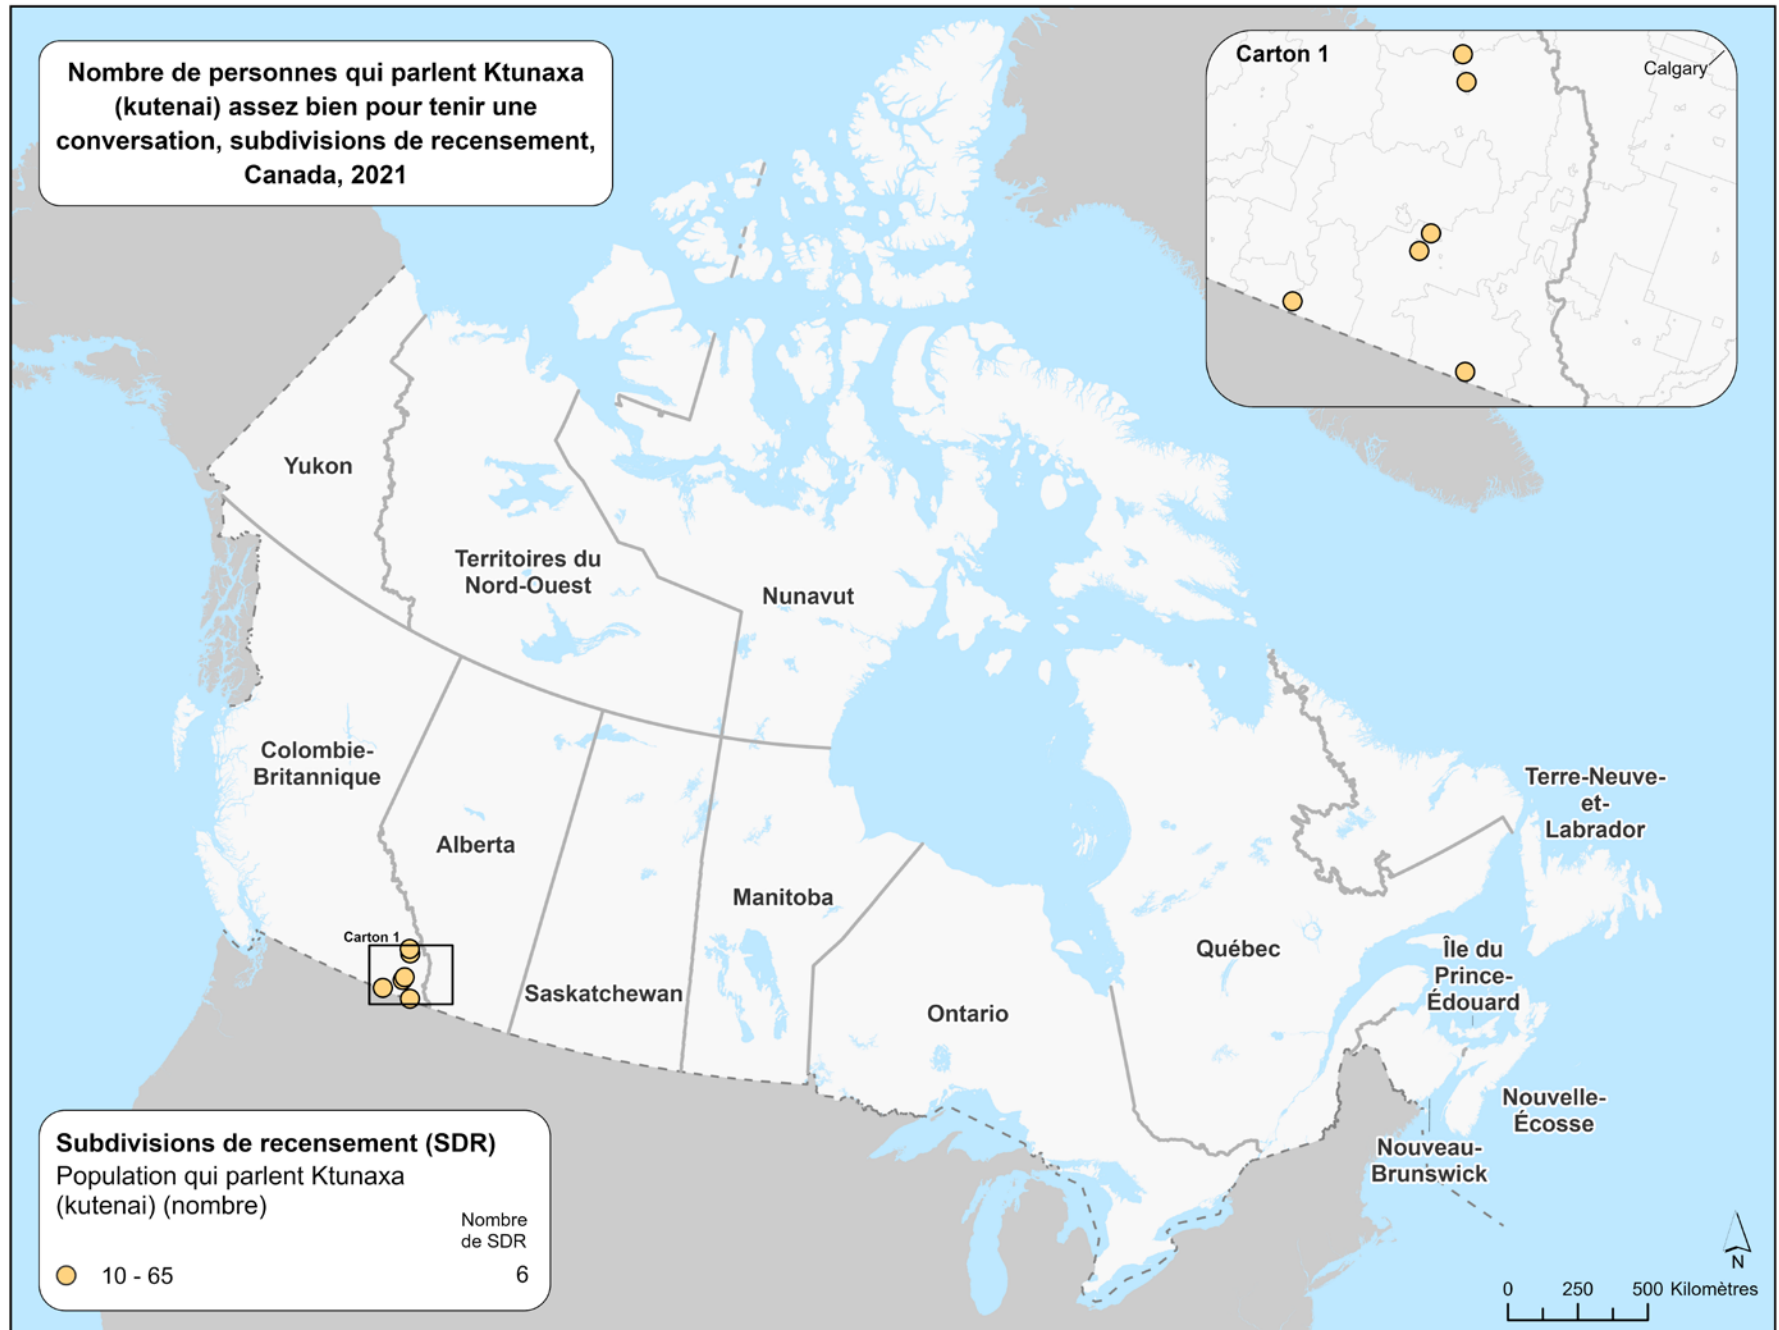 Nombre de personnes qui parlent Ktunaxa
(kutenai) assez bien pour tenir une
conversation, subdivisions de recensement,
Canada, 2021
Carton 1
Calgary
Yukon
Territoires du
Nord-Ouest
Nunavut
Colombie-
Britannique
Alberta
Terre-Neuve-
et-
Labrador
Manitoba
Carton 1
Saskatchewan
Québec
Île du
Prince-
Édouard
Ontario
Nouvelle-
Écosse
Nouveau-
Brunswick
Subdivisions de recensement (SDR)
Population qui parlent Ktunaxa
(kutenai) (nombre)
Nombre
de SDR
10 - 65 6
N
0 250 500 Kilomètres